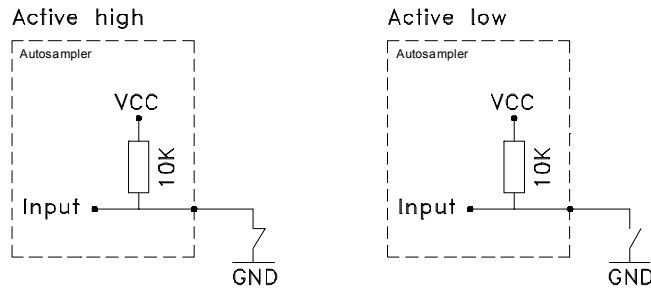 Active high
Autosampler
VCC
10K
Input
GND
Active low
Autosampler
VCC
10K
Input
GND